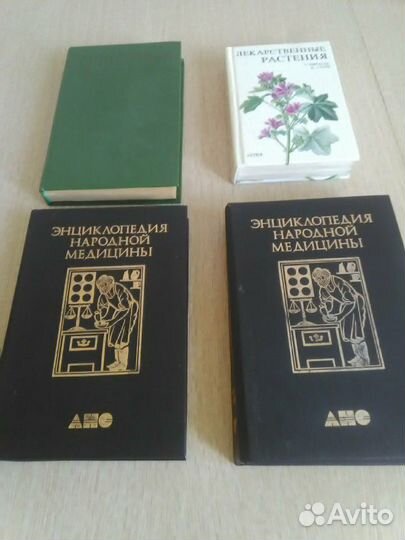 ЛЕКАРСТВЕННЫЕ
РАСТЕНИЯ
ЭНЦИКЛОПЕДИЯ
НАРОДНОЙ
МЕДИЦИНЫ
АНС
ЭНЦИКЛОПЕДИЯ
НАРОДНОЙ
МЕДИЦИНЫ
АНС
Avito